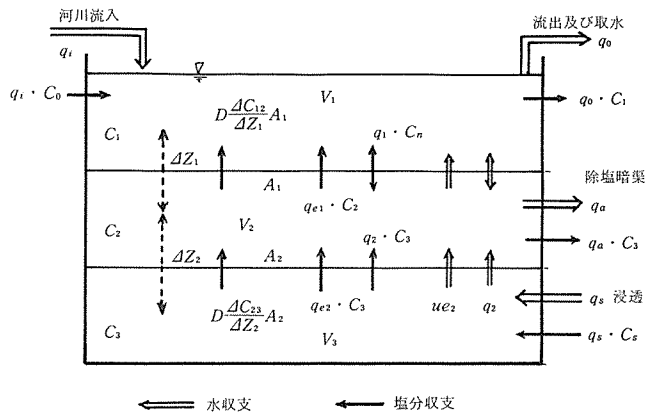 河川流入
流出及び取水
qi
q0
qi・C0
V1
q0・C1
C1
D ΔC12/ΔZ1 A1
q1・Cn
ΔZ1
A1
除塩暗渠
qe1・C2
qa
C2
V2
q2・C3
ΔZ2
A2
qa・C3
D ΔC23/ΔZ2 A2
qe2・C3
ue2
q2
qs 浸透
C3
V3
qs・Cs
水収支
塩分収支